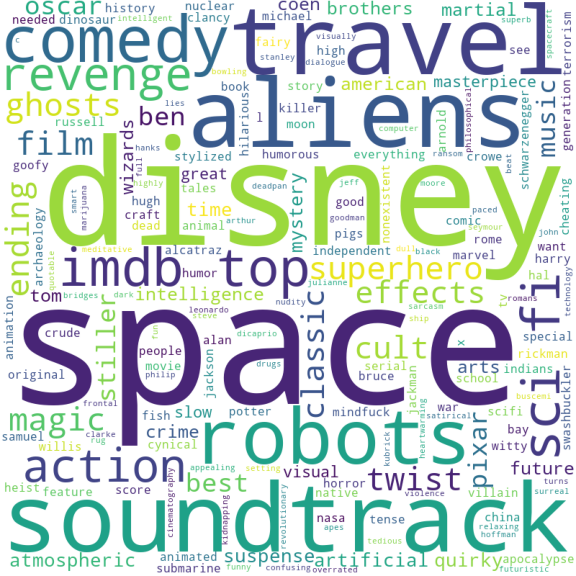 oscar
history
nuclear
coen
brothers
martial
needed
dinosaur
clancy
michael
comedy
travel
intelligent
visually
superb
spacecraft
c
high
see
terrorism
generation
stanley
dialogue
fairy
bowling
revenge
aliens
book
story
american
masterpiece
music
ghosts
ben
lies
killer
computer
russell
l
moon
arnold
philosophical
schwarzenegger
film
wizards
hilarious
stylized
humorous
everything
ransom
crowe
beat
hanks
full
goofy
great
tales
disney
mystery
jeff
moore
paced
cheating
ending
archaeology
smart
marijuana
highly
hugh
time
deadpan
good
nonexistent
comic
john
craft
dead
animal
arthur
goodman
pigs
rome
want
harry
meditative
alcatraz
independent
dull
black
seymour
marvel
imdb top
superhero
hal
technology
quotable
bridges
dark
humor
julianne
tom
intelligence
nudity
effects
tv
romans
sci fi
animation
leonardo
steve
sarcasm
ship
special
space
crude
stiller
fun
dicaprio
classic
cult
x
rickman
people
alan
movie
jackson
serial
arts
indians
original
philip
drugs
bruce
jackman
school
buscemi
swashbuckler
magic
frontal
fish
slow
potter
mindfuck
war
scifi
satirical
heartwarming
bay
samuel
clarke
crime
robots
kubrick
witty
willis
rug
cynical
pixar
action
appealing
setting
visual
twist
future
heist
feature
score
cinematography
best
kidnapping
native
horror
violence
villain
turns
surreal
soundtrack
revolutionary
nasa
tense
china
relaxing
hoffman
apes
tedious
atmospheric
animated
suspense
artificial
quirky
apocalypse
submarine
funny
confusing
overrated
futuristic